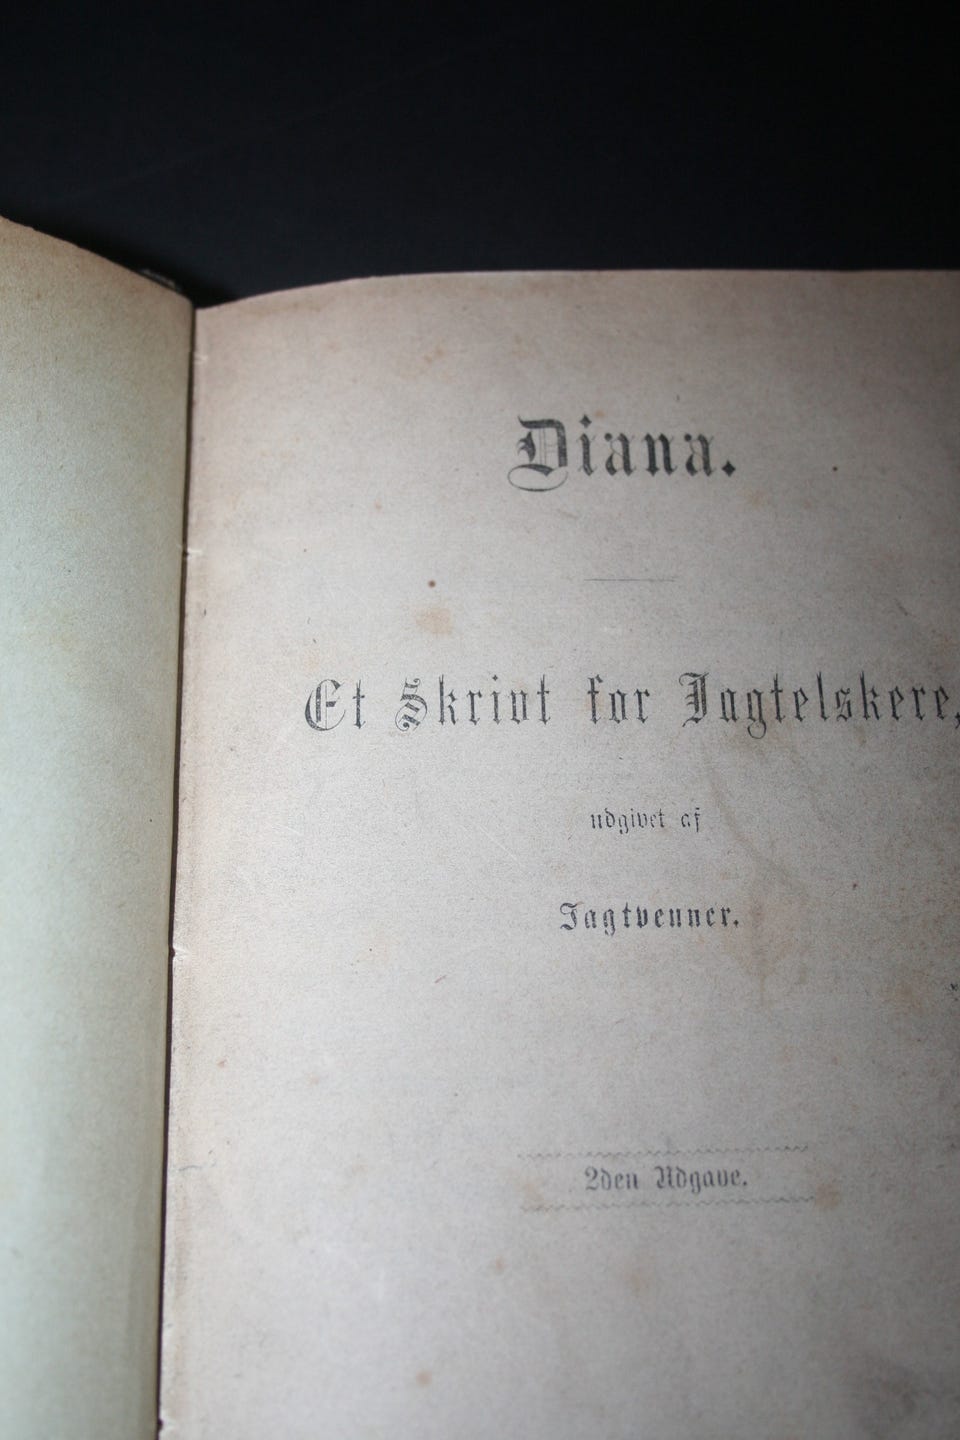 Diana.
Et Skrivt for Jagtelskere,
udgivet af
Jagtvenner.
2den Udgave.